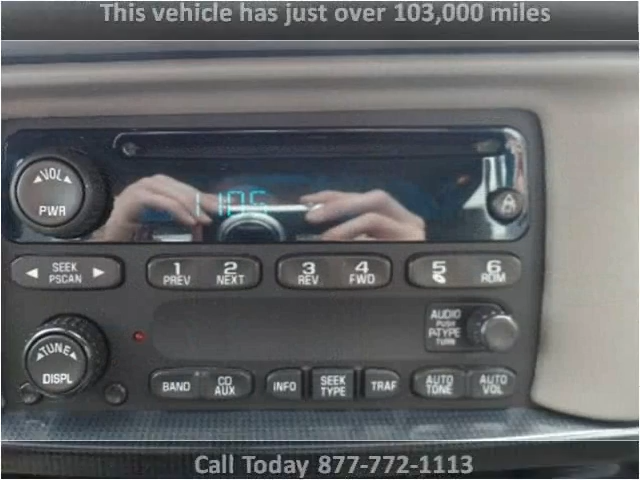 This vehicle has just over 103,000 miles
VOL
PWR
1105
SEEK
PSCAN
1
PREV
2
NEXT
3
REV
4
FWD
5
6
RDM
AUDIO
PUSH
P-TYPE
TURN
TUNE
DISPL
BAND
CD
AUX
INFO
SEEK
TYPE
TRAF
AUTO
TONE
AUTO
VOL
Call Today 877-772-1113